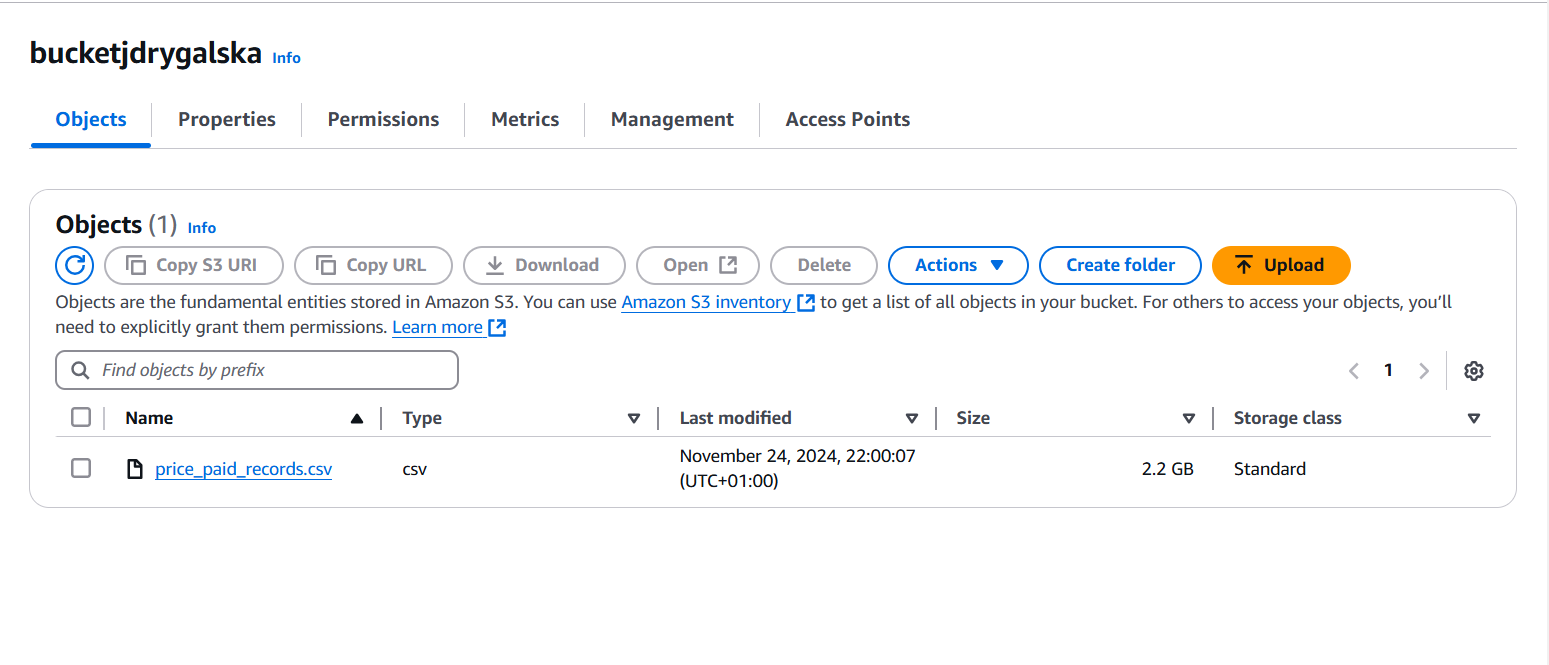 bucketjdrygalska Info
Objects Properties Permissions Metrics Management Access Points
Objects (1) Info
Copy S3 URI Copy URL Download Open Delete Actions Create folder Upload
Objects are the fundamental entities stored in Amazon S3. You can use Amazon S3 inventory to get a list of all objects in your bucket. For others to access your objects, you’ll
need to explicitly grant them permissions. Learn more
Find objects by prefix 1
Name Type Last modified Size Storage class
price_paid_records.csv csv November 24, 2024, 22:00:07 2.2 GB Standard
(UTC+01:00)